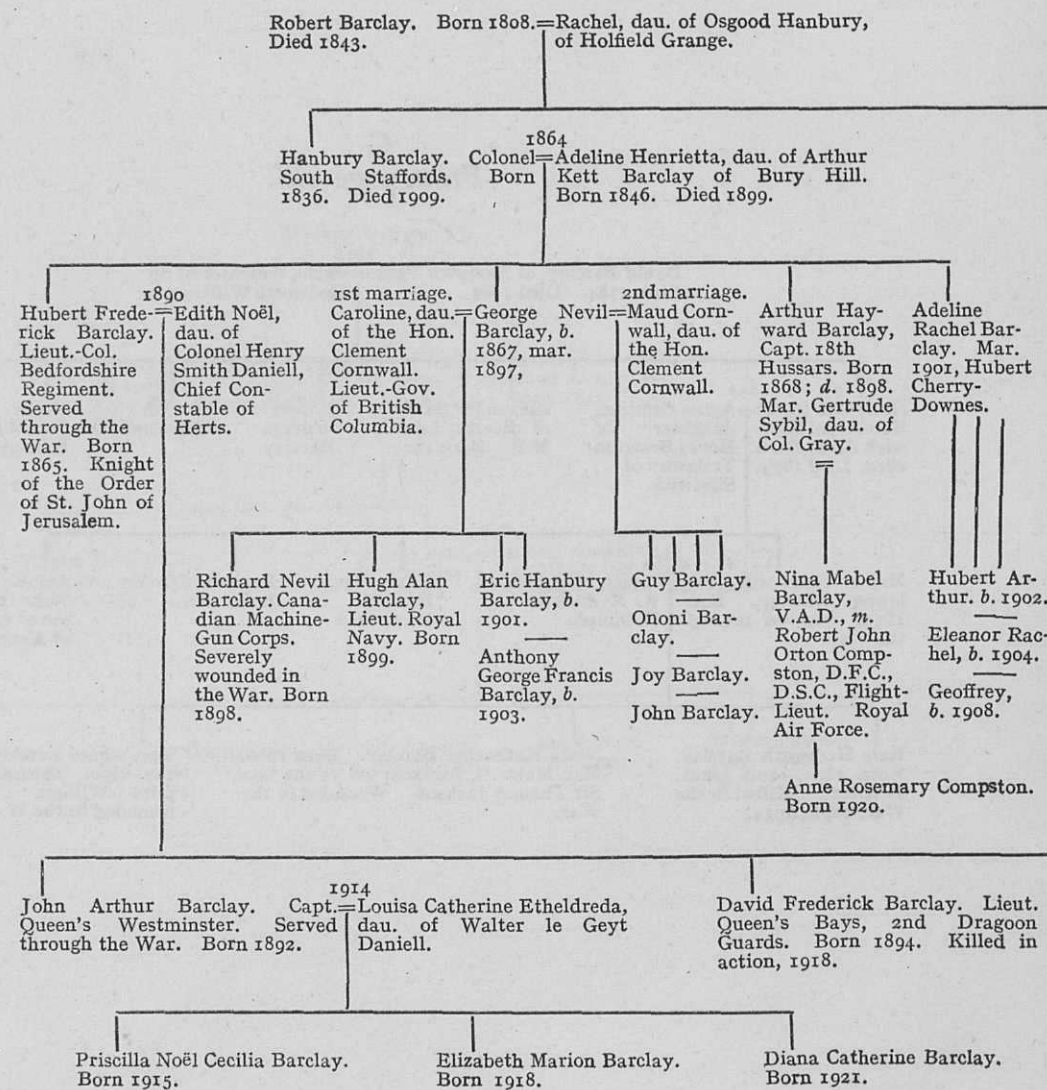 Robert Barclay. Born 1808.=Rachel, dau. of Osgood Hanbury,
Died 1843. of Holfield Grange.
1864
Hanbury Barclay. Colonel=Adeline Henrietta, dau. of Arthur
South Staffords. Born Kett Barclay of Bury Hill.
1836. Died 1909. Born 1846. Died 1899.
1890
Hubert Frede-=Edith Noël,
rick Barclay. dau. of
Lieut.-Col. Colonel Henry
Bedfordshire Smith Daniell,
Regiment. Chief Con-
Served stable of
through the Herts.
War. Born
1865. Knight
of the Order
of St. John of
Jerusalem.
1st marriage.
Caroline, dau.=
of the Hon.
Clement
Cornwall.
Lieut.-Gov.
of British
Columbia.
George Nevil=
Barclay, b.
1867, mar.
1897,
2nd marriage.
Maud Corn-
wall, dau. of
the Hon.
Clement
Cornwall.
Arthur Hay-
ward Barclay,
Capt. 18th
Hussars. Born
1868; d. 1898.
Mar. Gertrude
Sybil, dau. of
Col. Gray.
=
Adeline
Rachel Bar-
clay. Mar.
1901, Hubert
Cherry-
Downes.
Richard Nevil
Barclay. Cana-
dian Machine-
Gun Corps.
Severely
wounded in
the War. Born
1898.
Hugh Alan
Barclay,
Lieut. Royal
Navy. Born
1899.
Eric Hanbury
Barclay, b.
1901.
—
Anthony
George Francis
Barclay, b.
1903.
Guy Barclay.
—
Ononi Bar-
clay.
—
Joy Barclay.
—
John Barclay.
Nina Mabel
Barclay,
V.A.D., m.
Robert John
Orton Comp-
ston, D.F.C.,
D.S.C., Flight-
Lieut. Royal
Air Force.
Hubert Ar-
thur. b. 1902.
—
Eleanor Rac-
hel, b. 1904.
—
Geoffrey,
b. 1908.
Anne Rosemary Compston.
Born 1920.
1914
John Arthur Barclay. Capt.=Louisa Catherine Etheldreda,
Queen's Westminster. Served dau. of Walter le Geyt
through the War. Born 1892. Daniell.
David Frederick Barclay. Lieut.
Queen's Bays, 2nd Dragoon
Guards. Born 1894. Killed in
action, 1918.
Priscilla Noël Cecilia Barclay.
Born 1915.
Elizabeth Marion Barclay.
Born 1918.
Diana Catherine Barclay.
Born 1921.